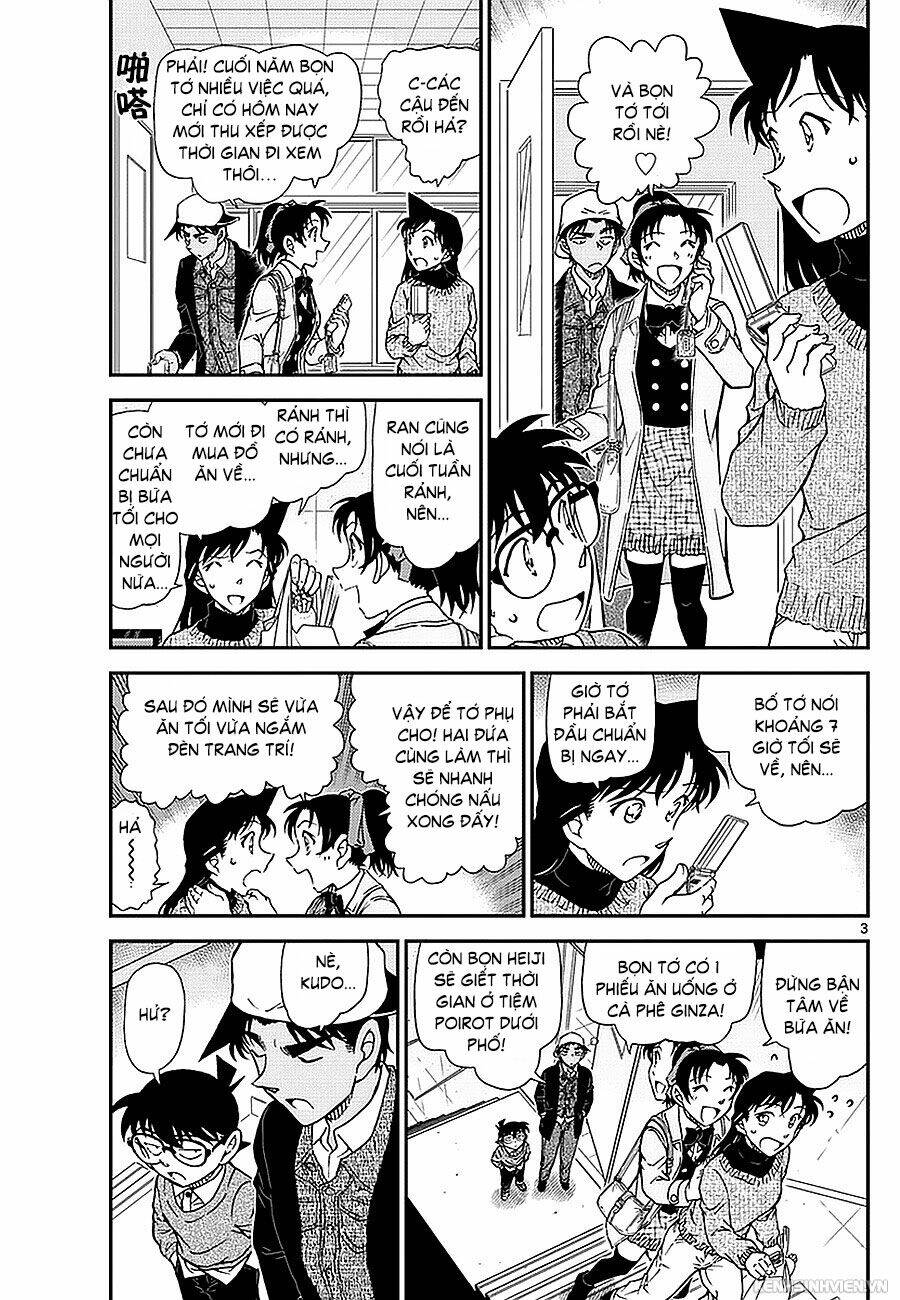 VÀ BỌN
TỚ TỚI
RỒI NÈ!
♡
C-CÁC
CẬU ĐẾN
RỒI HẢ?
PHẢI! CUỐI NĂM BỌN
TỚ NHIỀU VIỆC QUÁ,
CHỈ CÓ HÔM NAY
MỚI THU XẾP ĐƯỢC
THỜI GIAN ĐI XEM
THÔI...
啪
嗒
RAN CŨNG
NÓI LÀ
CUỐI TUẦN
RẢNH,
NÊN...
RẢNH THÌ
CÓ RẢNH,
NHƯNG...
TỚ MỚI ĐI
MUA ĐỒ
ĂN VỀ...
CÒN
CHƯA
CHUẨN
BỊ BỮA
TỐI CHO
MỌI
NGƯỜI
NỮA...
BỐ TỚ NÓI
KHOẢNG 7
GIỜ TỐI SẼ
VỀ, NÊN...
GIỜ TỚ
PHẢI BẮT
ĐẦU CHUẨN
BỊ NGAY...
VẬY ĐỂ TỚ PHỤ
CHO! HAI ĐỨA
CÙNG LÀM THÌ
SẼ NHANH
CHÓNG NẤU
XONG ĐẤY!
SAU ĐÓ MÌNH SẼ VỪA
ĂN TỐI VỪA NGẮM
ĐÈN TRANG TRÍ!
HẢ
3
ĐỪNG BẬN
TÂM VỀ
BỮA ĂN!
BỌN TỚ CÓ 1
PHIẾU ĂN UỐNG Ở
CÀ PHÊ GINZA!
CÒN BỌN HEIJI
SẼ GIẾT THỜI
GIAN Ở TIỆM
POIROT DƯỚI
PHỐ!
NÈ,
KUDO...
HỬ?
KENHSINHVIEN.VN